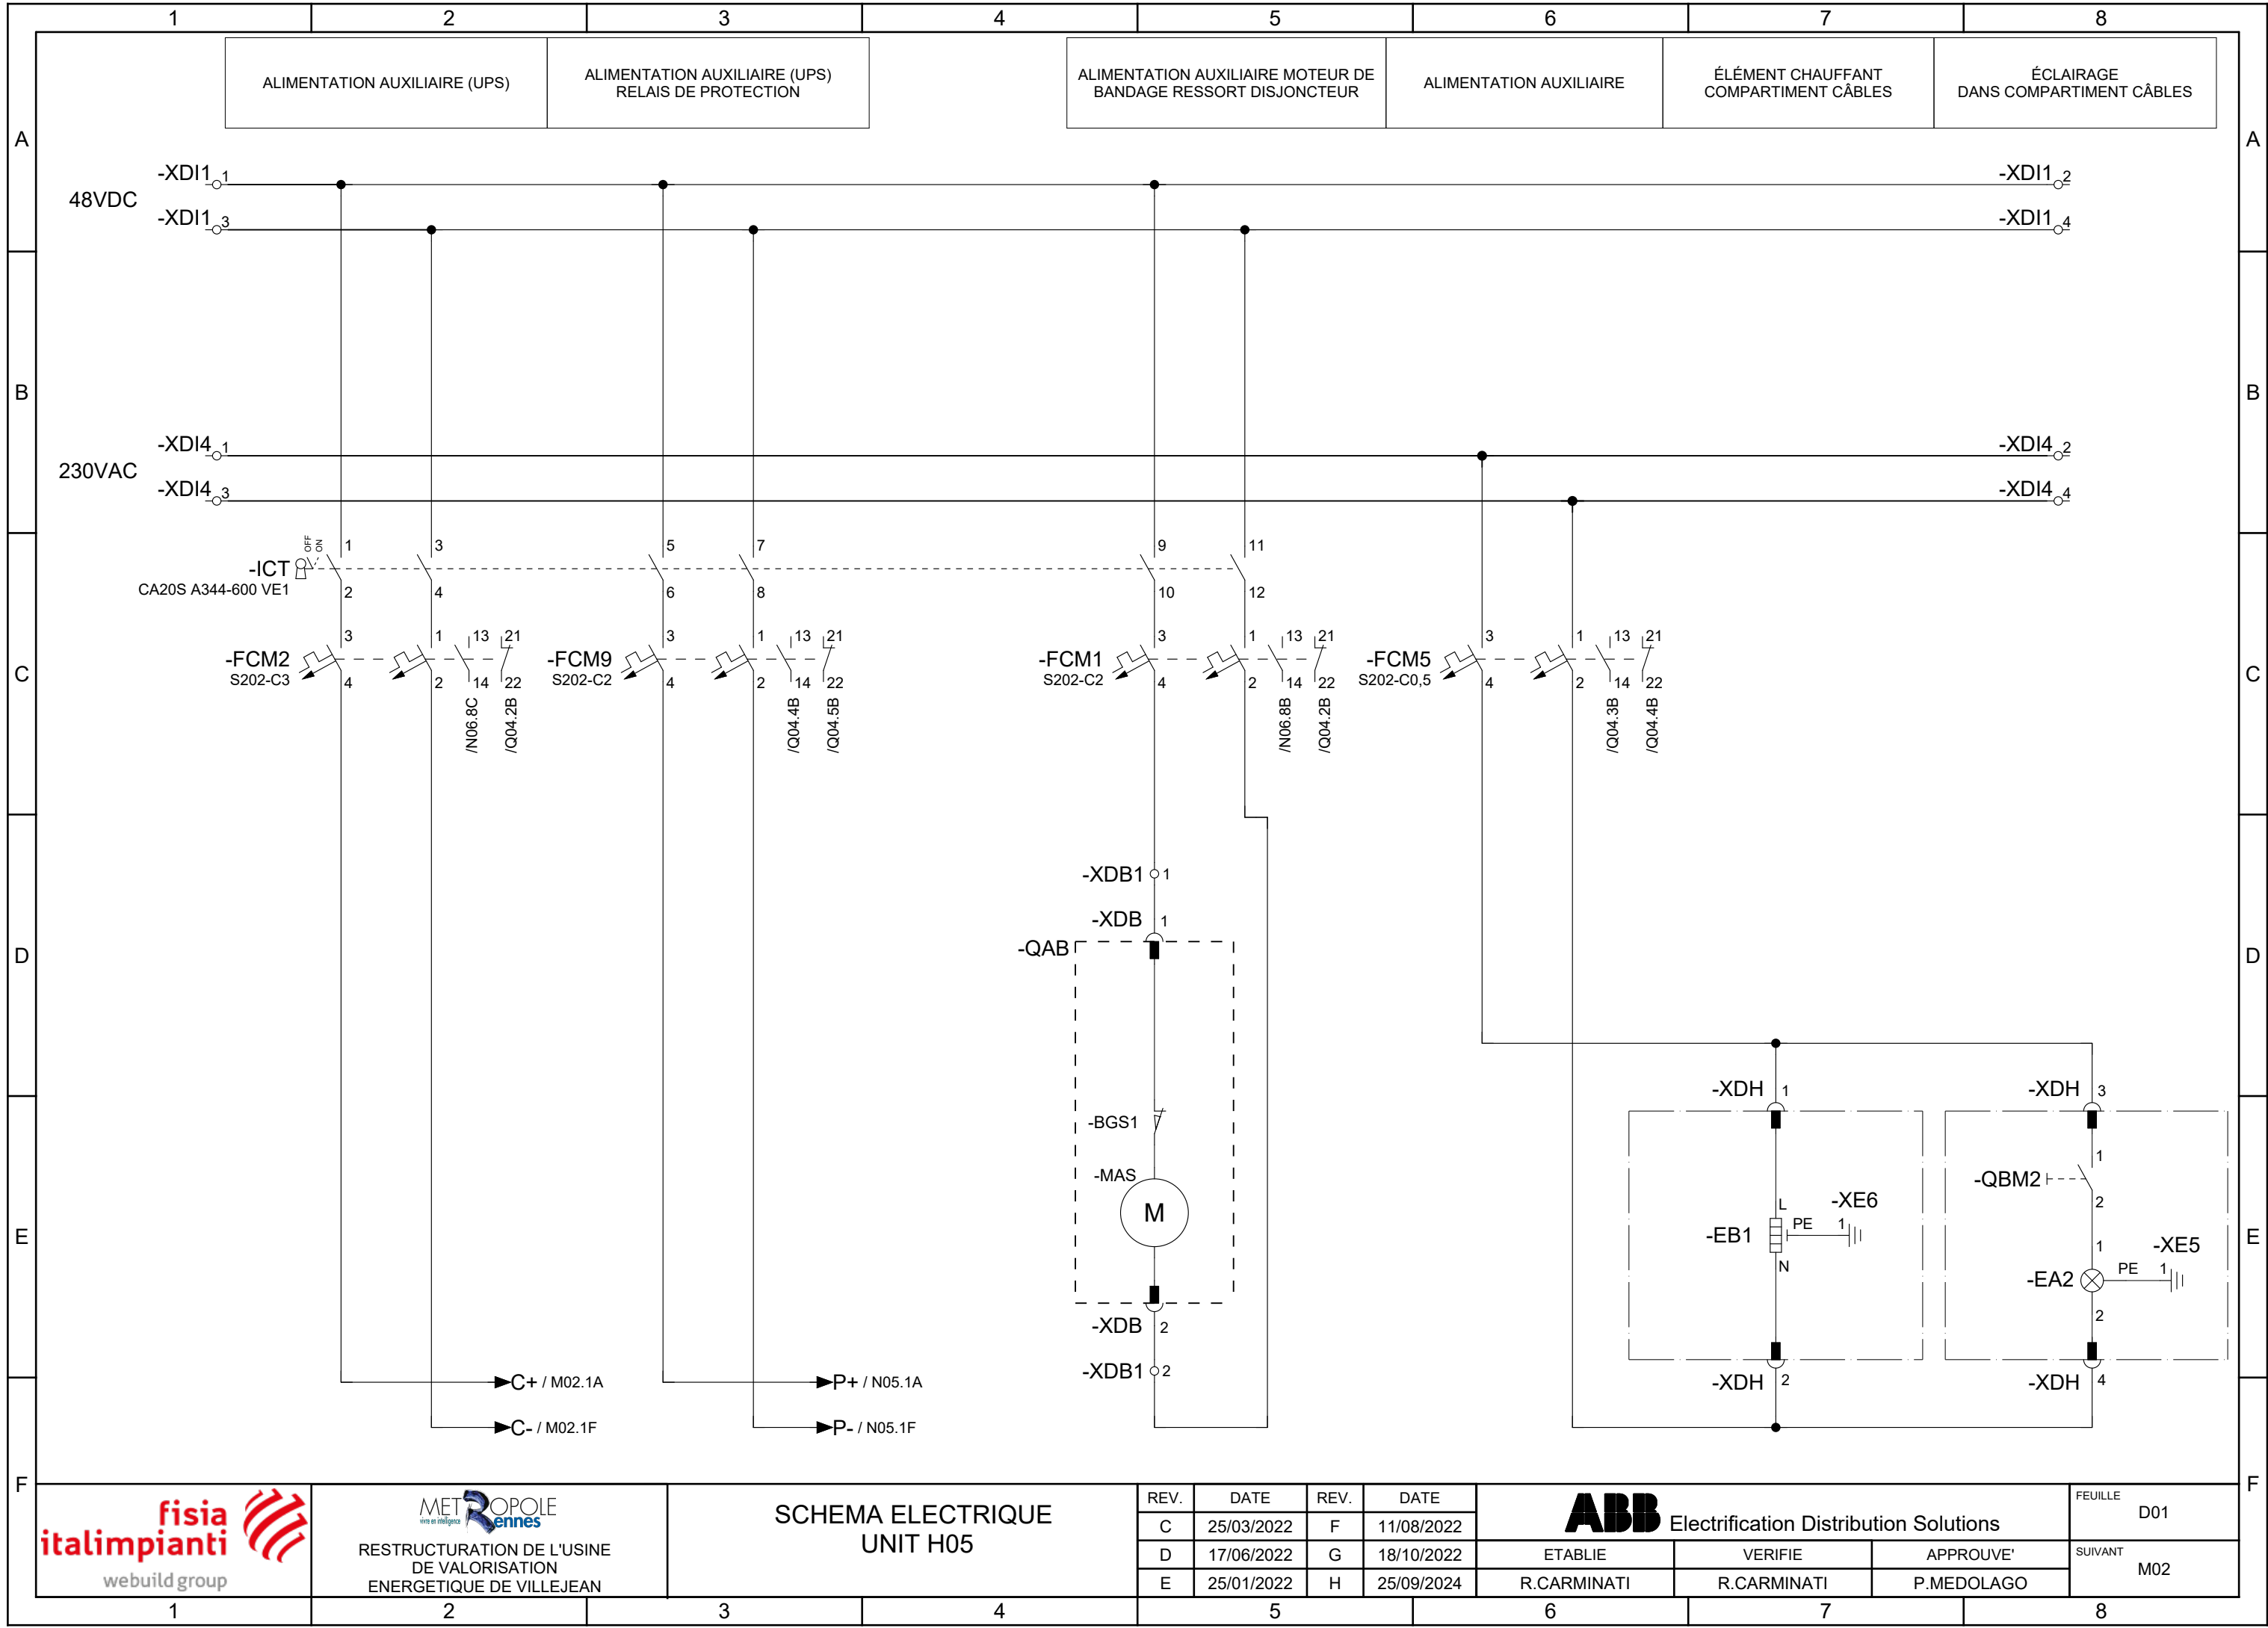 1 2 3 4 5 6 7 8
ALIMENTATION AUXILIAIRE (UPS)
ALIMENTATION AUXILIAIRE (UPS)
RELAIS DE PROTECTION
ALIMENTATION AUXILIAIRE MOTEUR DE
BANDAGE RESSORT DISJONCTEUR
ALIMENTATION AUXILIAIRE
ÉLÉMENT CHAUFFANT
COMPARTIMENT CÂBLES
ÉCLAIRAGE
DANS COMPARTIMENT CÂBLES
A A
48VDC
-XDI1 1 -XDI1 2
-XDI1 3 -XDI1 4
B B
230VAC
-XDI4 1 -XDI4 2
-XDI4 3 -XDI4 4
OFF
ON
-ICT
CA20S A344-600 VE1
1 3 5 7 9 11
2 4 6 8 10 12
C C
-FCM2
S202-C3
3 1 13 21
4 2 14 22
/N06.8C
/Q04.2B
-FCM9
S202-C2
3 1 13 21
4 2 14 22
/Q04.4B
/Q04.5B
-FCM1
S202-C2
3 1 13 21
4 2 14 22
/N06.8B
/Q04.2B
-FCM5
S202-C0,5
3 1 13 21
4 2 14 22
/Q04.3B
/Q04.4B
D D
-XDB1 1
-XDB 1
-QAB
-BGS1
-MAS
M
-XDB 2
-XDB1 2
E E
-XDH 1
-EB1
L
N
PE
1
-XE6
-XDH 2
-XDH 3
-QBM2
1
2
-EA2
1
2
PE
1
-XE5
-XDH 4
C+ / M02.1A
C- / M02.1F
P+ / N05.1A
P- / N05.1F
F F
fisia
italimpianti
webuild group
METROPOLE
vivre en intelligence
Rennes
RESTRUCTURATION DE L'USINE
DE VALORISATION
ENERGETIQUE DE VILLEJEAN
SCHEMA ELECTRIQUE
UNIT H05
REV. DATE REV. DATE
C 25/03/2022 F 11/08/2022
D 17/06/2022 G 18/10/2022
E 25/01/2022 H 25/09/2024
ABB Electrification Distribution Solutions
ETABLIE VERIFIE APPROUVE'
R.CARMINATI R.CARMINATI P.MEDOLAGO
FEUILLE
D01
SUIVANT
M02
1 2 3 4 5 6 7 8